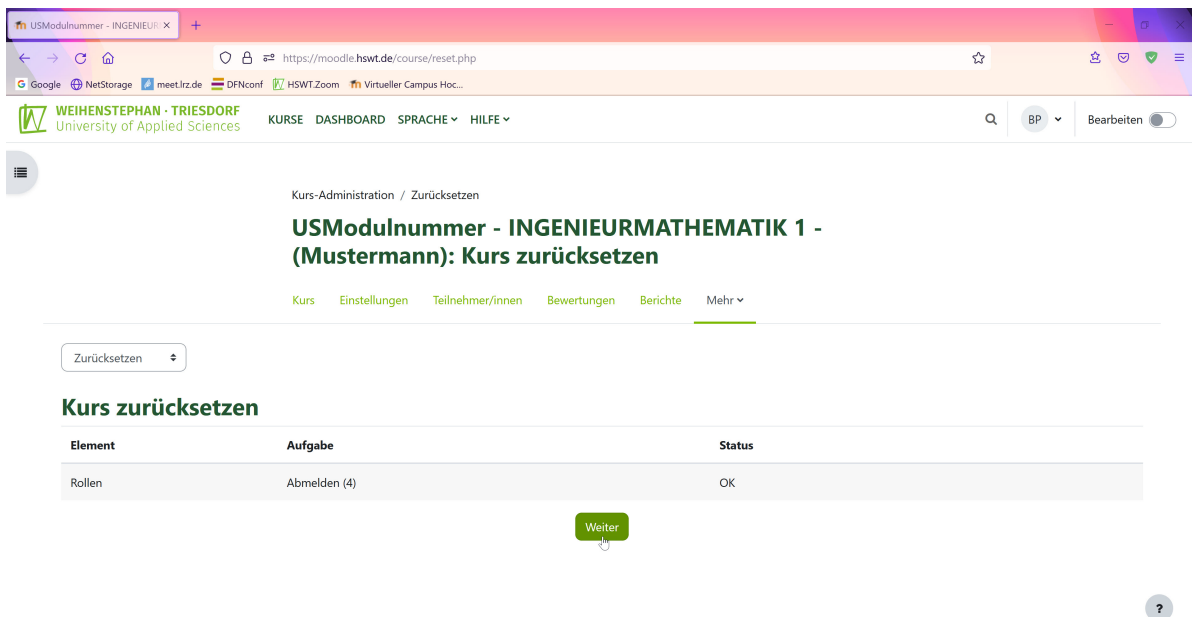 USModulnummer - INGENIEUR
https://moodle.hswt.de/course/reset.php
Google NetStorage meet.lrz.de DFNconf HSWT.Zoom Virtueller Campus Hoc...
WEIHENSTEPHAN · TRIESDORF
University of Applied Sciences
KURSE DASHBOARD SPRACHE HILFE
BP
Bearbeiten
Kurs-Administration / Zurücksetzen
USModulnummer - INGENIEURMATHEMATIK 1 -
(Mustermann): Kurs zurücksetzen
Kurs Einstellungen Teilnehmer/innen Bewertungen Berichte Mehr
Zurücksetzen
Kurs zurücksetzen
Element Aufgabe Status
Rollen Abmelden (4) OK
Weiter
?